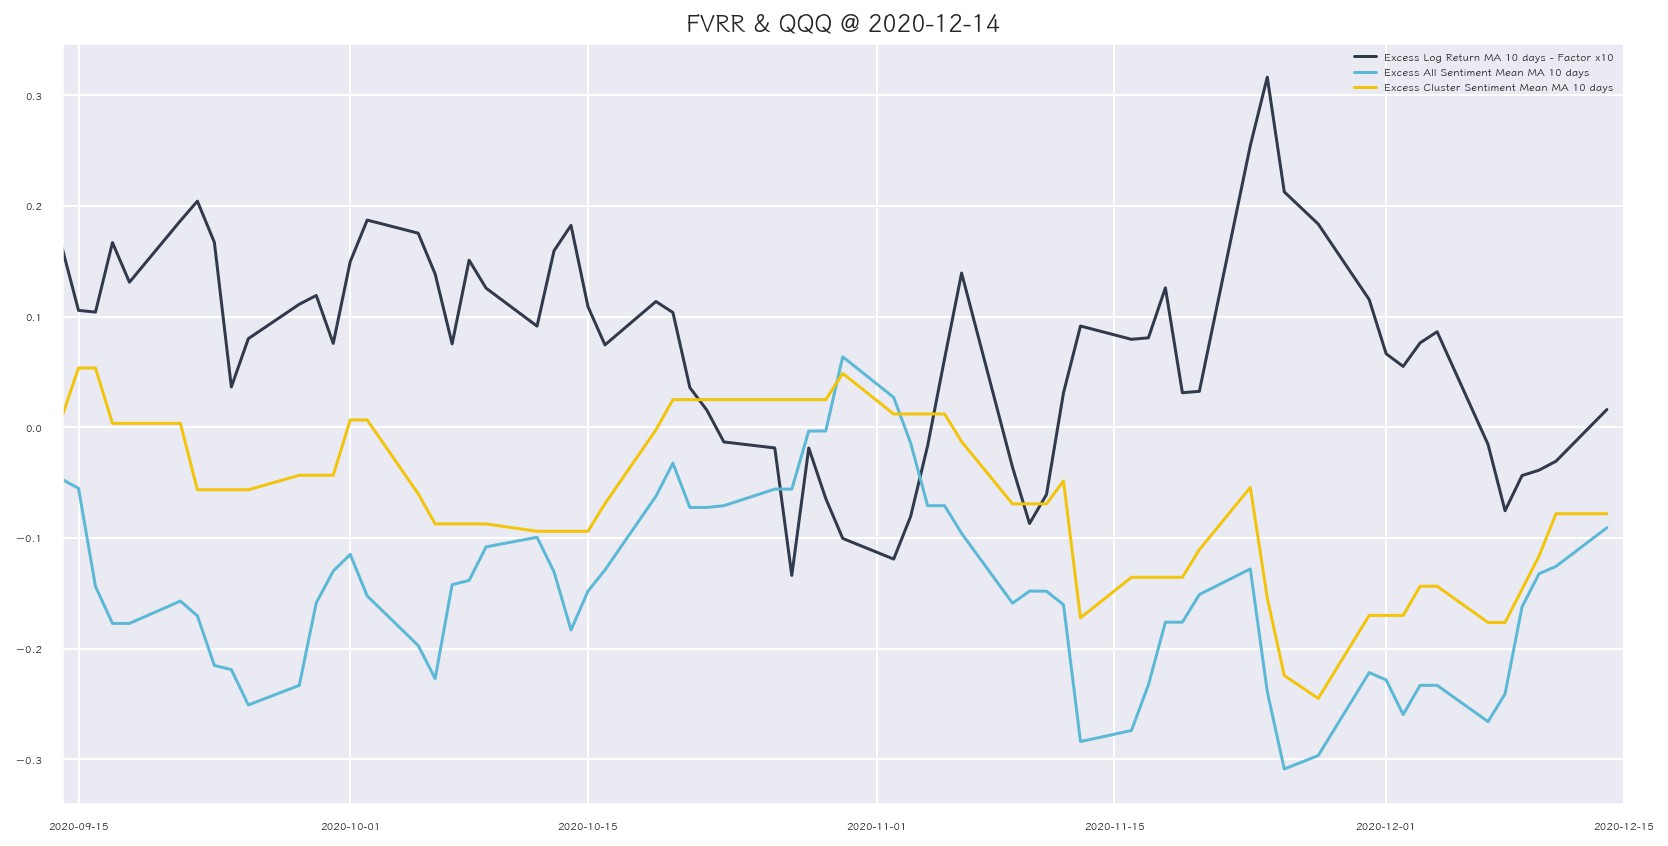 FVRR & QQQ @ 2020-12-14
Excess Log Return MA 10 days - Factor x10
Excess All Sentiment Mean MA 10 days
Excess Cluster Sentiment Mean MA 10 days
0.3
0.2
0.1
0.0
−0.1
−0.2
−0.3
2020-09-15 2020-10-01 2020-10-15 2020-11-01 2020-11-15 2020-12-01 2020-12-15